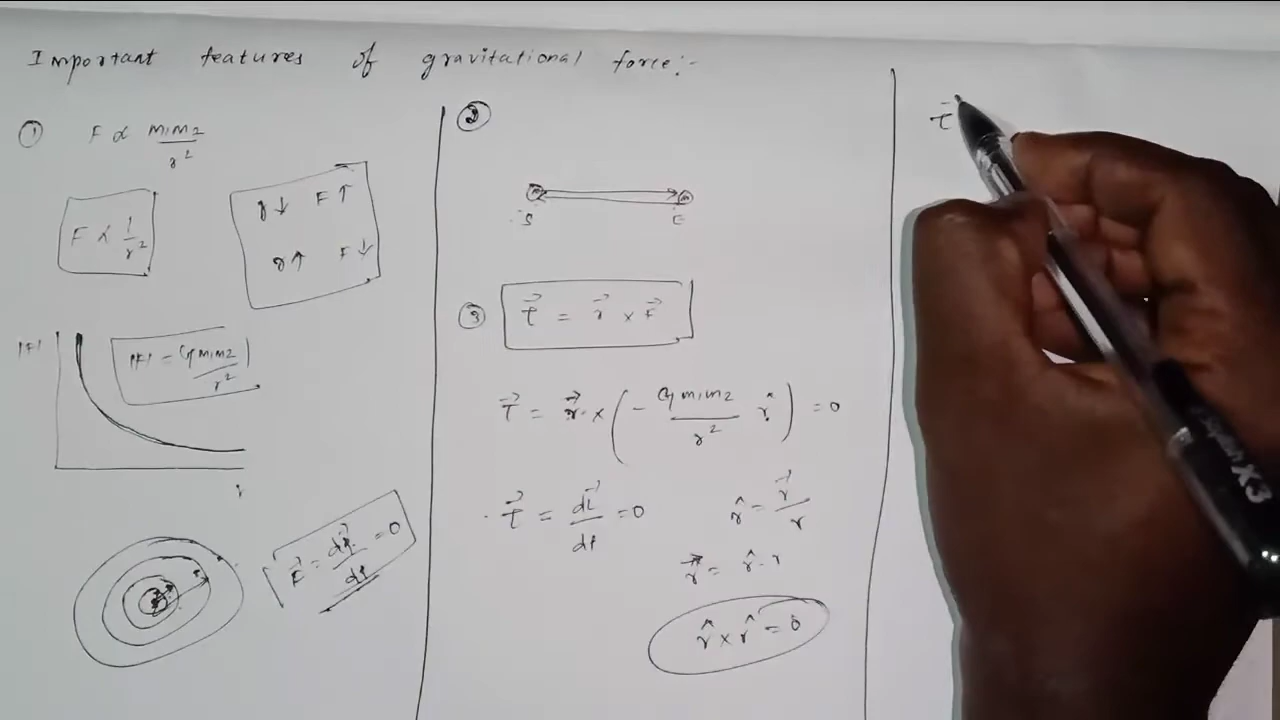 Important features of gravitational force:-
① F ∝ m1m2/r²
F ∝ 1/r²
r↓ F↑
r↑ F↓
|F|
|F| = Gm1m2/r²
r
F⃗ = dp⃗/dt = 0
②
S E
③ τ⃗ = r⃗ × F⃗
τ⃗ = r⃗ × (- Gm1m2/r² r̂) = 0
τ⃗ = dL⃗/dt = 0
r̂ = r⃗/r
r⃗ = r̂ · r
r̂ × r̂ = 0
τ⃗
X3